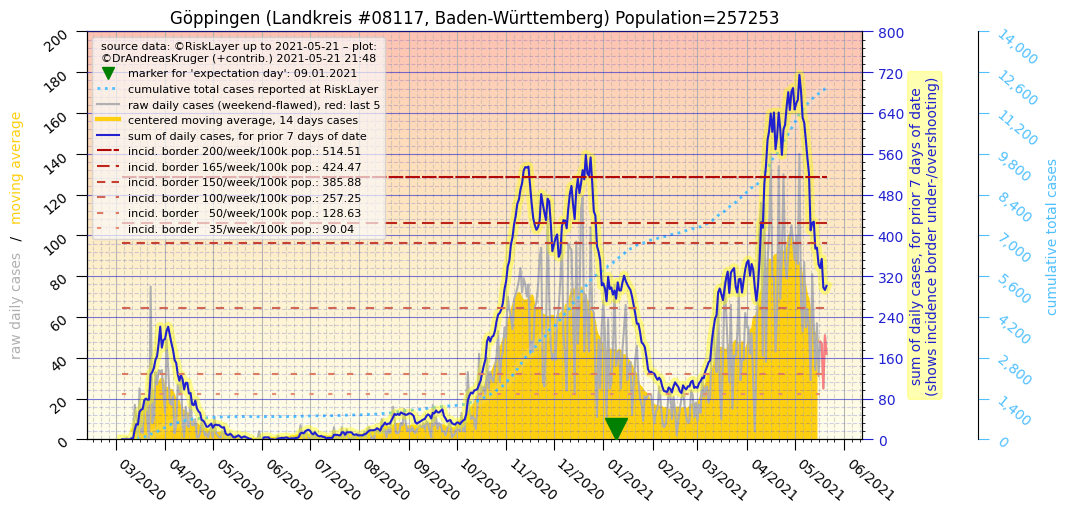 Göppingen (Landkreis #08117, Baden-Württemberg) Population=257253
source data: ©RiskLayer up to 2021-05-21 – plot:
©DrAndreasKruger (+contrib.) 2021-05-21 21:48
marker for 'expectation day': 09.01.2021
cumulative total cases reported at RiskLayer
raw daily cases (weekend-flawed), red: last 5
centered moving average, 14 days cases
sum of daily cases, for prior 7 days of date
incid. border 200/week/100k pop.: 514.51
incid. border 165/week/100k pop.: 424.47
incid. border 150/week/100k pop.: 385.88
incid. border 100/week/100k pop.: 257.25
incid. border 50/week/100k pop.: 128.63
incid. border 35/week/100k pop.: 90.04
raw daily cases / moving average
200
180
160
140
120
100
80
60
40
20
0
03/2020
04/2020
05/2020
06/2020
07/2020
08/2020
09/2020
10/2020
11/2020
12/2020
01/2021
02/2021
03/2021
04/2021
05/2021
06/2021
800
720
640
560
480
400
320
240
160
80
0
sum of daily cases, for prior 7 days of date
(shows incidence border under-/overshooting)
14,000
12,600
11,200
9,800
8,400
7,000
5,600
4,200
2,800
1,400
0
cumulative total cases